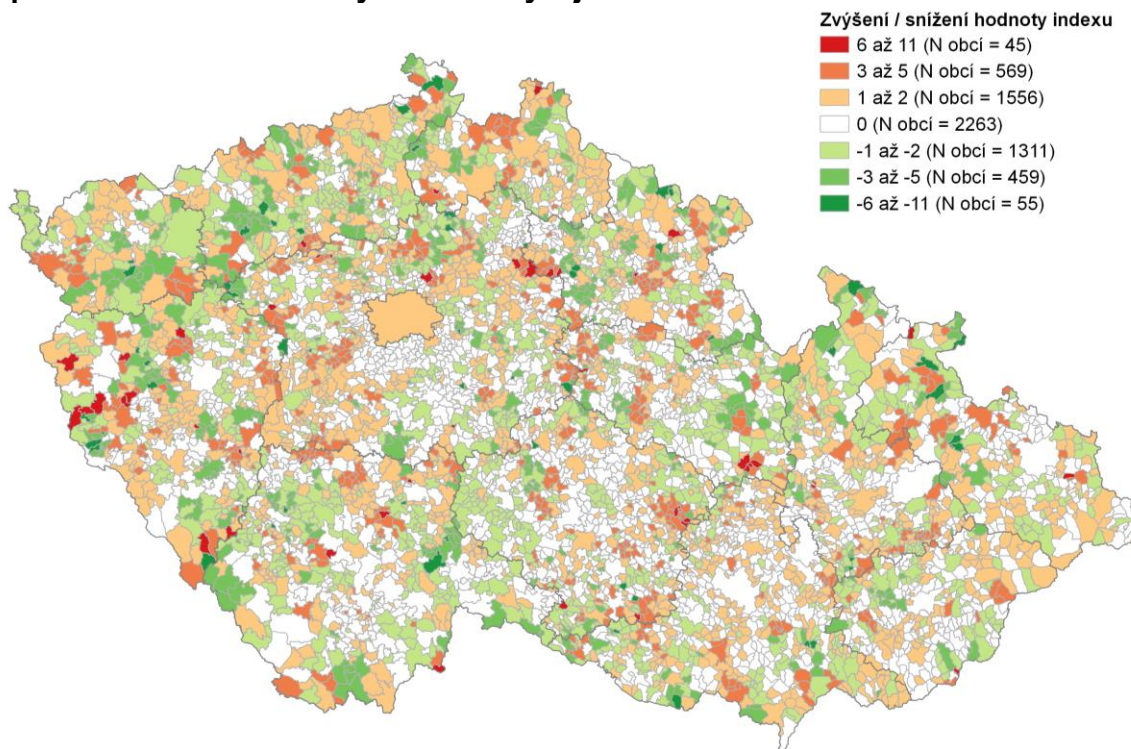 Zvýšení / snížení hodnoty indexu
6 až 11 (N obcí = 45)
3 až 5 (N obcí = 569)
1 až 2 (N obcí = 1556)
0 (N obcí = 2263)
-1 až -2 (N obcí = 1311)
-3 až -5 (N obcí = 459)
-6 až -11 (N obcí = 55)